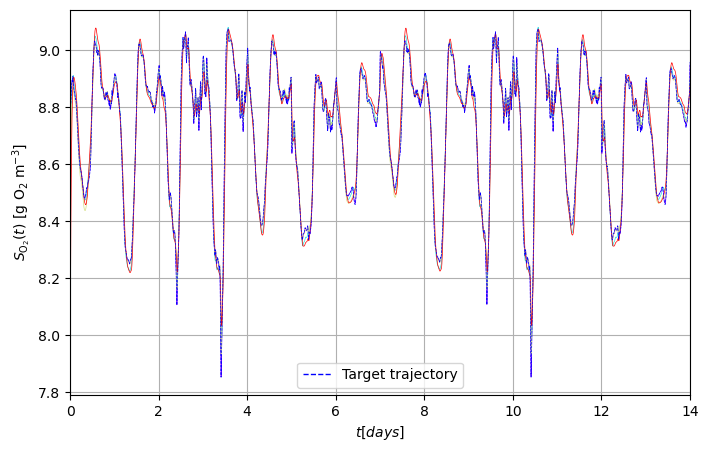 9.0
8.8
8.6
8.4
8.2
8.0
7.8
S_{O_2}(t) [g O_2 m^{-3}]
Target trajectory
0 2 4 6 8 10 12 14
t[days]